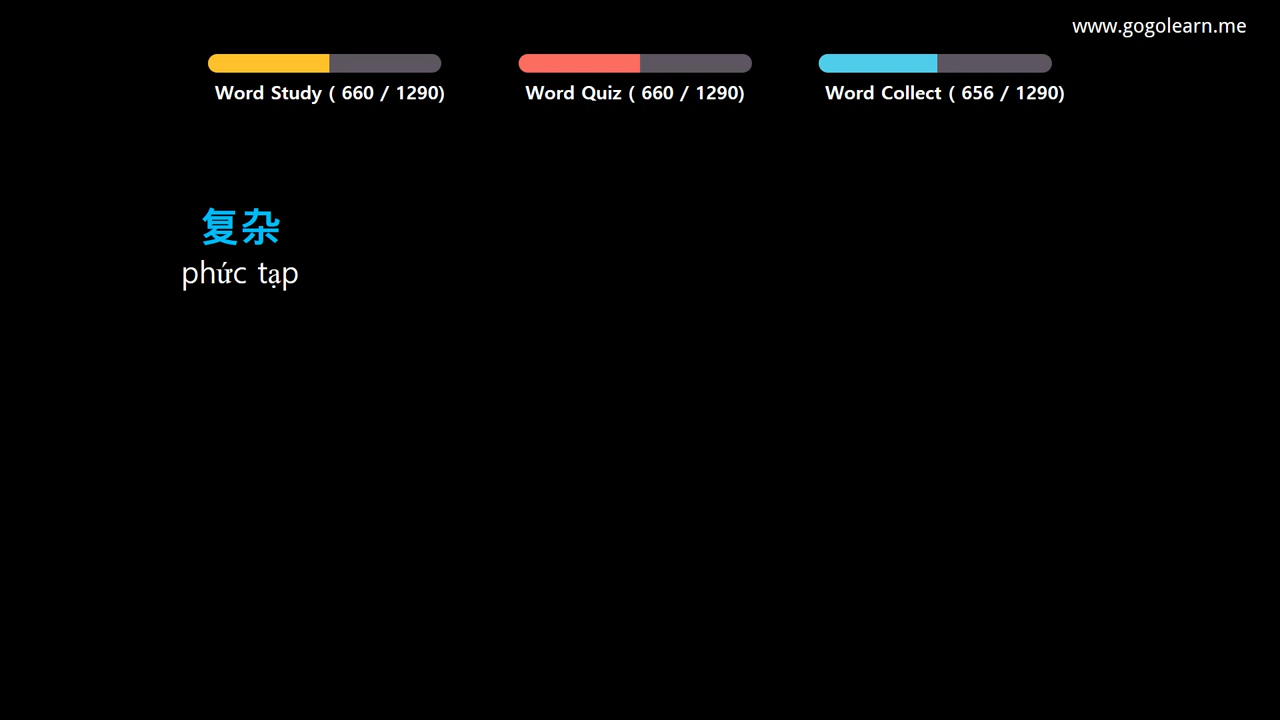 www.gogolearn.me
Word Study ( 660 / 1290)
Word Quiz ( 660 / 1290)
Word Collect ( 656 / 1290)
复杂
phức tạp